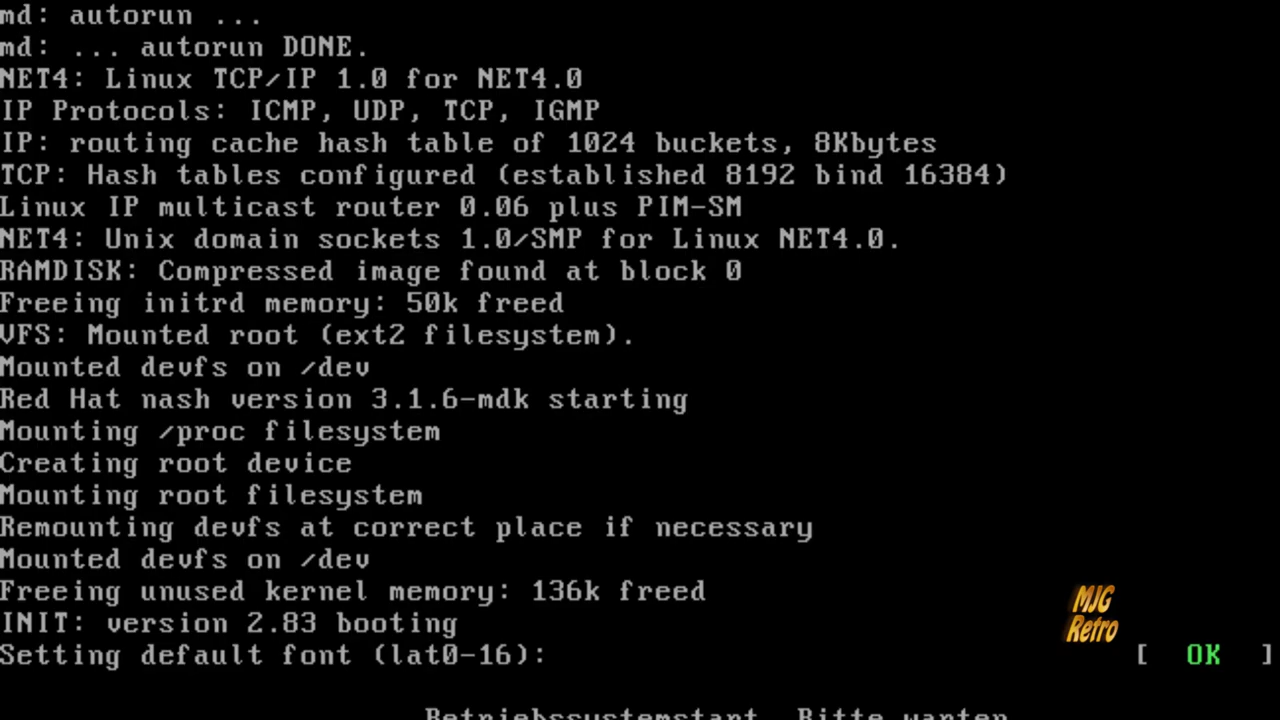 md: autorun ...
md: ... autorun DONE.
NET4: Linux TCP/IP 1.0 for NET4.0
IP Protocols: ICMP, UDP, TCP, IGMP
IP: routing cache hash table of 1024 buckets, 8Kbytes
TCP: Hash tables configured (established 8192 bind 16384)
Linux IP multicast router 0.06 plus PIM-SM
NET4: Unix domain sockets 1.0/SMP for Linux NET4.0.
RAMDISK: Compressed image found at block 0
Freeing initrd memory: 50k freed
VFS: Mounted root (ext2 filesystem).
Mounted devfs on /dev
Red Hat nash version 3.1.6-mdk starting
Mounting /proc filesystem
Creating root device
Mounting root filesystem
Remounting devfs at correct place if necessary
Mounted devfs on /dev
Freeing unused kernel memory: 136k freed
INIT: version 2.83 booting
MJG
Retro
Setting default font (lat0-16): [ OK ]
Betriebssystemstart. Bitte warten